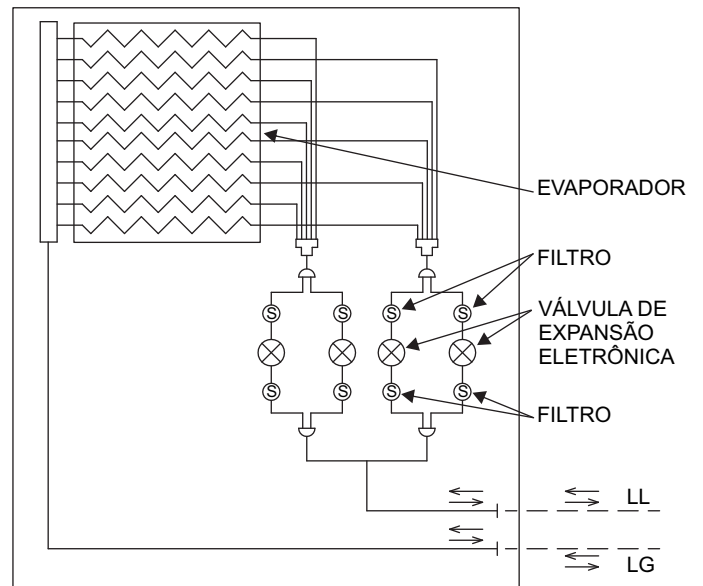 EVAPORADOR
FILTRO
S
S
S
S
VÁLVULA DE
EXPANSÃO
ELETRÔNICA
S
S
S
S
FILTRO
LL
LG